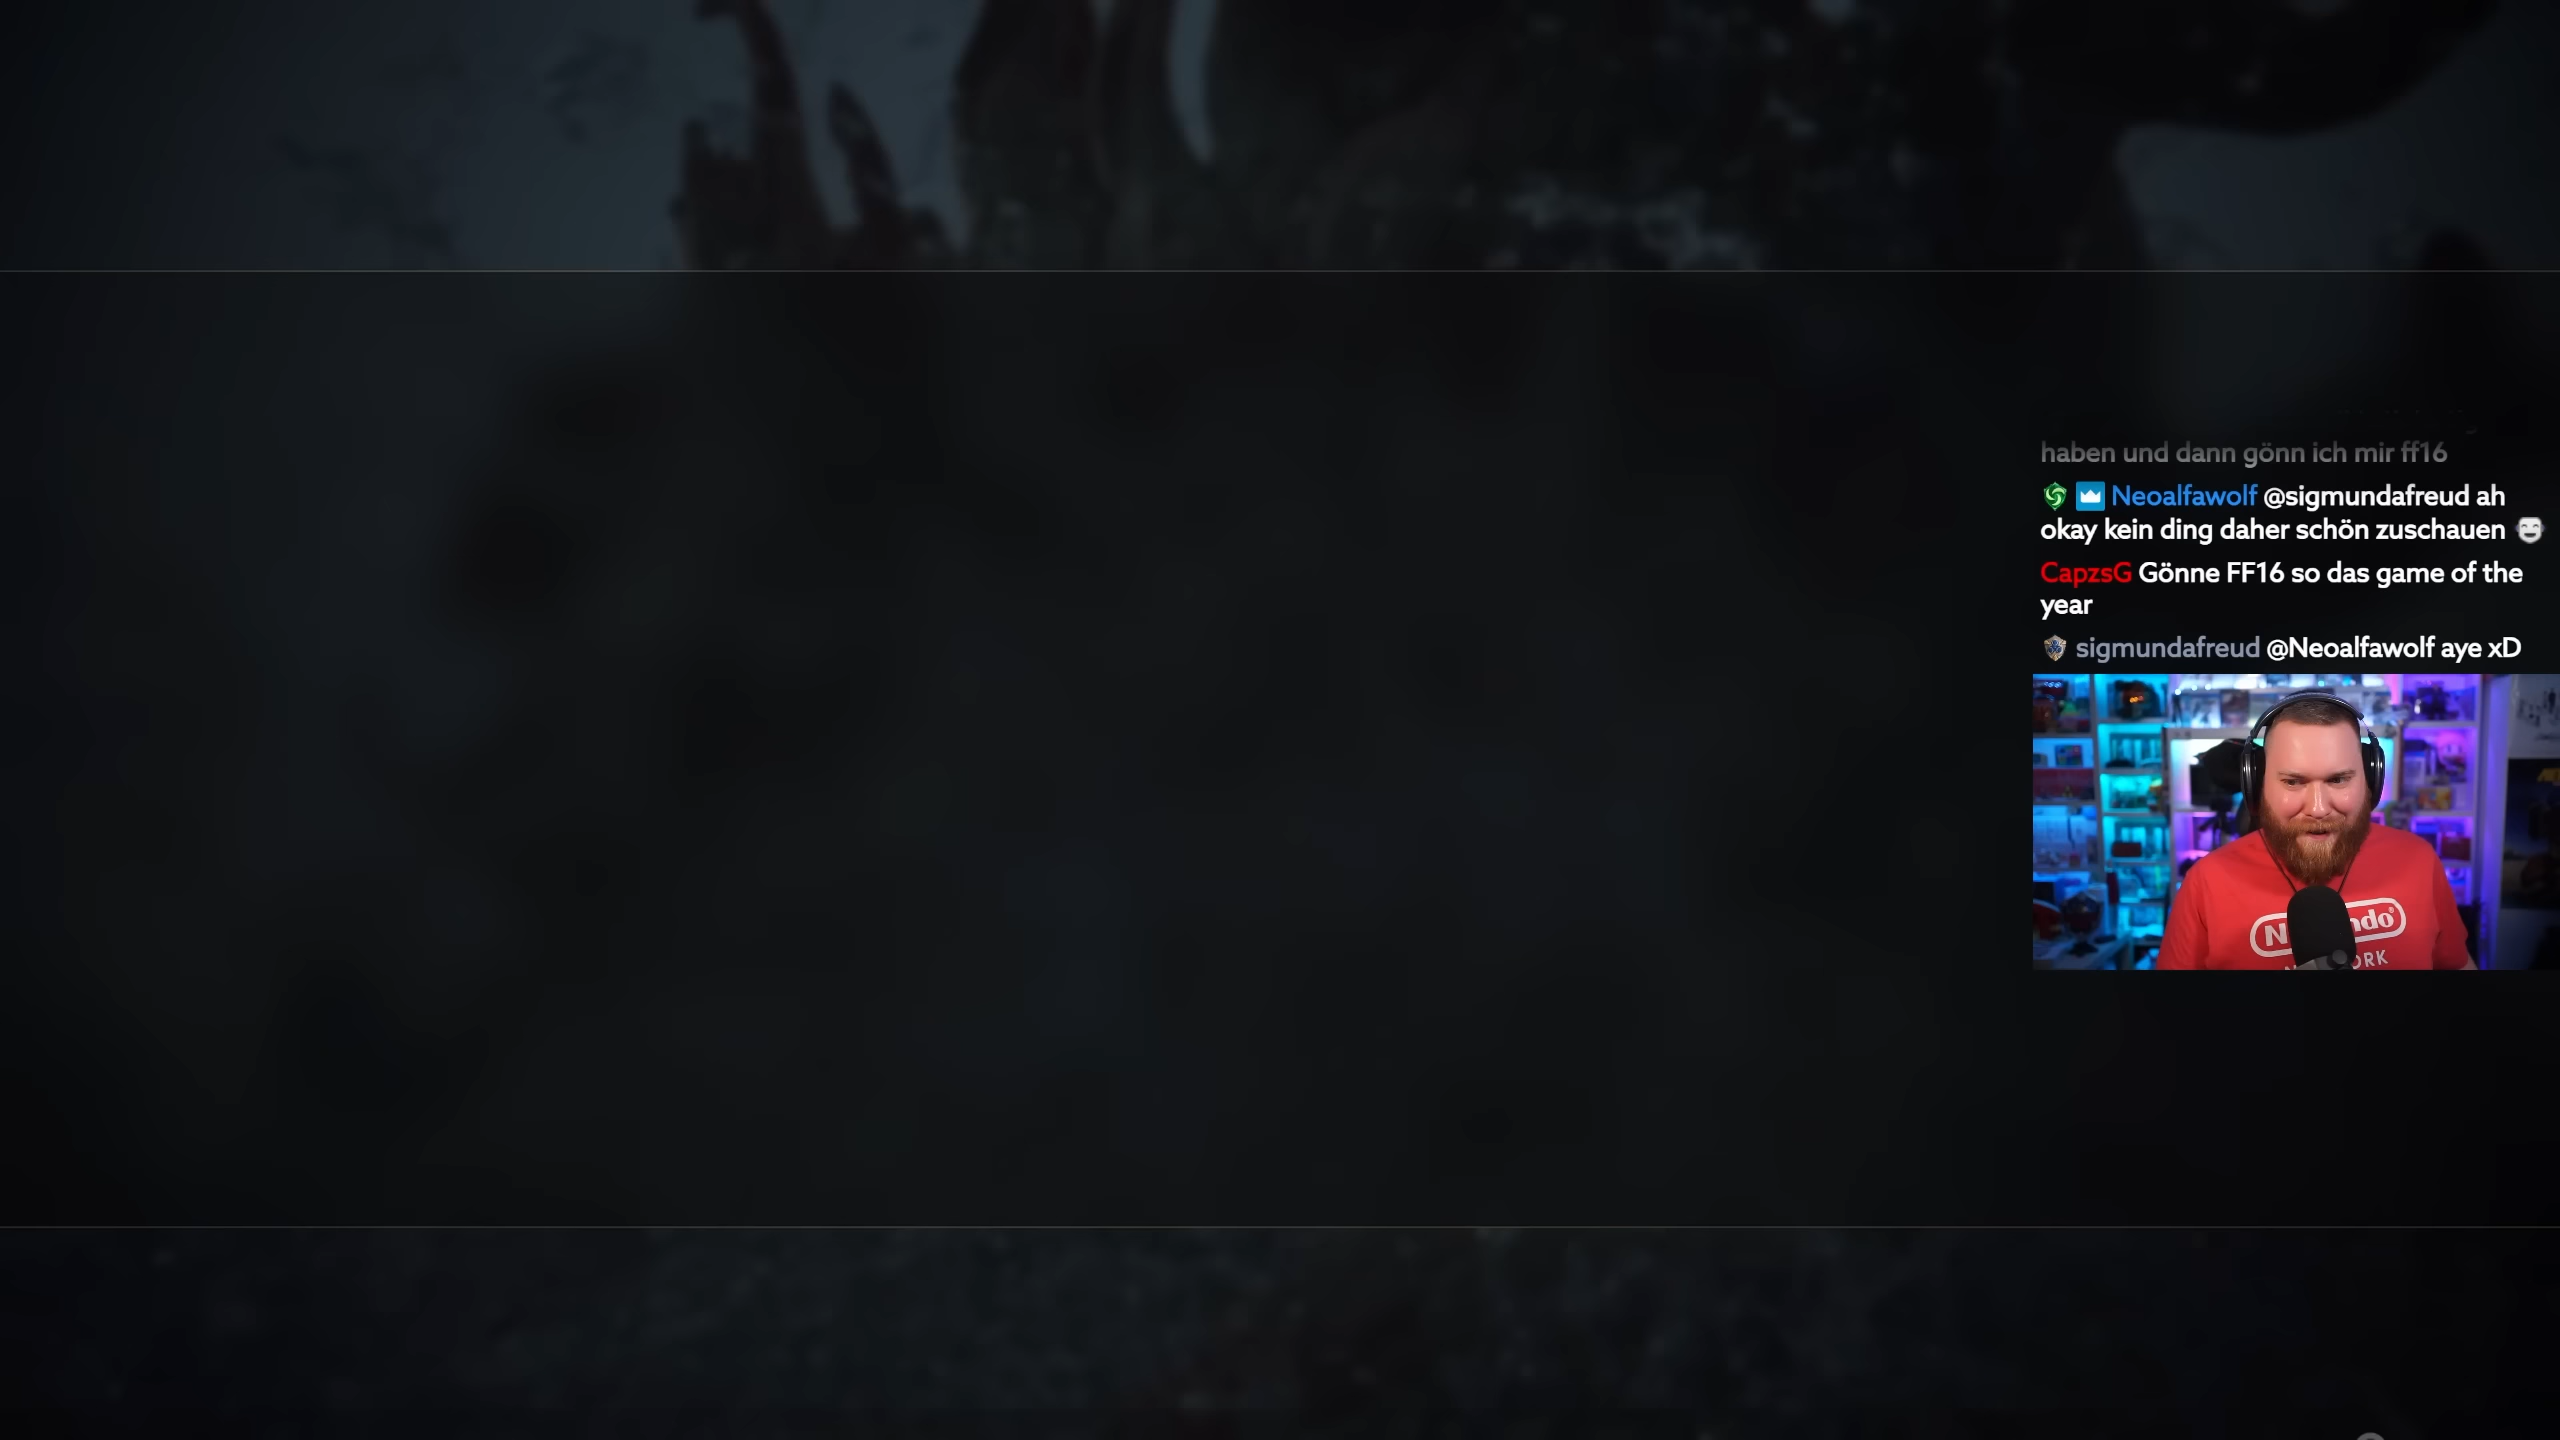 haben und dann gönn ich mir ff16
Neoalfawolf @sigmundafreud ah
okay kein ding daher schön zuschauen
CapzsG Gönne FF16 so das game of the
year
sigmundafreud @Neoalfawolf aye xD